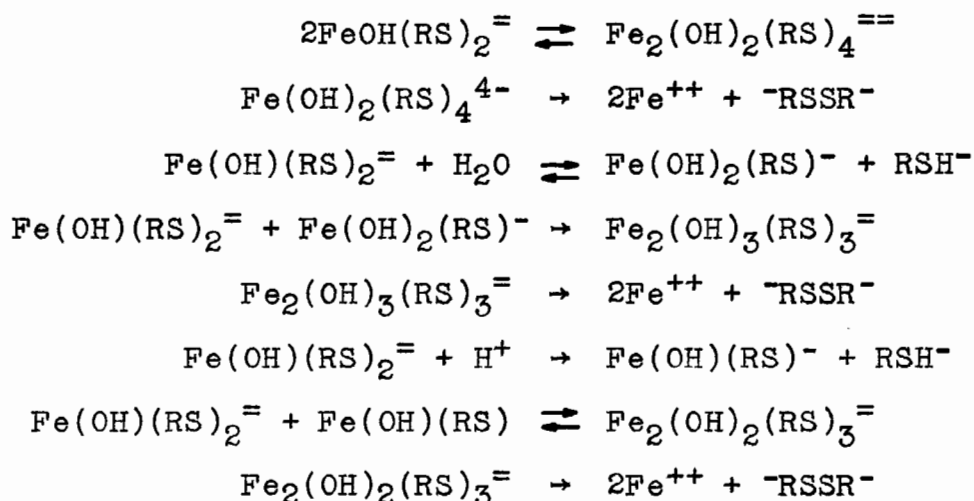 2FeOH(RS)₂⁼ ⇌ Fe₂(OH)₂(RS)₄⁼⁼
Fe(OH)₂(RS)₄⁴⁻ → 2Fe⁺⁺ + ⁻RSSR⁻
Fe(OH)(RS)₂⁼ + H₂O ⇌ Fe(OH)₂(RS)⁻ + RSH⁻
Fe(OH)(RS)₂⁼ + Fe(OH)₂(RS)⁻ → Fe₂(OH)₃(RS)₃⁼
Fe₂(OH)₃(RS)₃⁼ → 2Fe⁺⁺ + ⁻RSSR⁻
Fe(OH)(RS)₂⁼ + H⁺ → Fe(OH)(RS)⁻ + RSH⁻
Fe(OH)(RS)₂⁼ + Fe(OH)(RS) ⇌ Fe₂(OH)₂(RS)₃⁼
Fe₂(OH)₂(RS)₃⁼ → 2Fe⁺⁺ + ⁻RSSR⁻